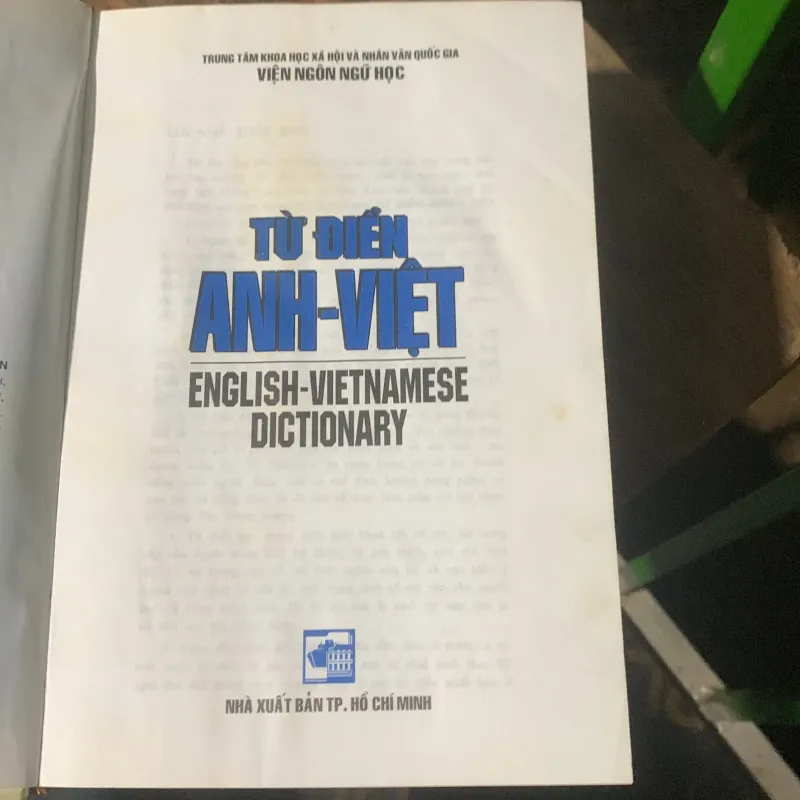 TRUNG TÂM KHOA HỌC XÃ HỘI VÀ NHÂN VĂN QUỐC GIA
VIỆN NGÔN NGỮ HỌC
TỪ ĐIỂN
ANH-VIỆT
ENGLISH-VIETNAMESE
DICTIONARY
NHÀ XUẤT BẢN TP. HỒ CHÍ MINH